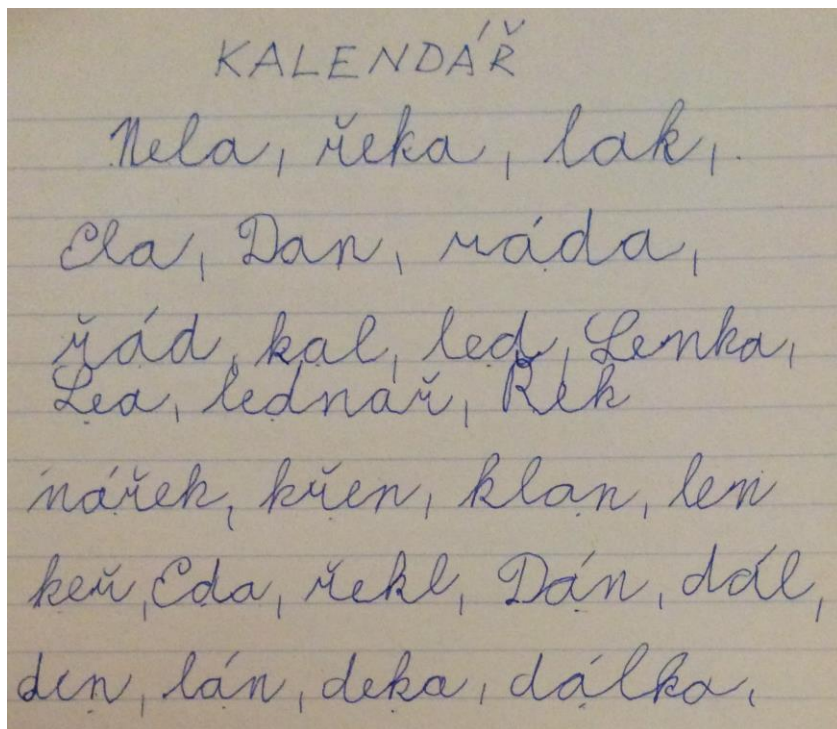 KALENDÁŘ
Nela, řeka, lak,
Ela, Dan, ráda,
řád, kal, led, Lenka,
Lea, lednář, Řek
nářek, křen, klan, len
keř, Eda, řekl, Dán, dál,
den, lán, deka, dálka,